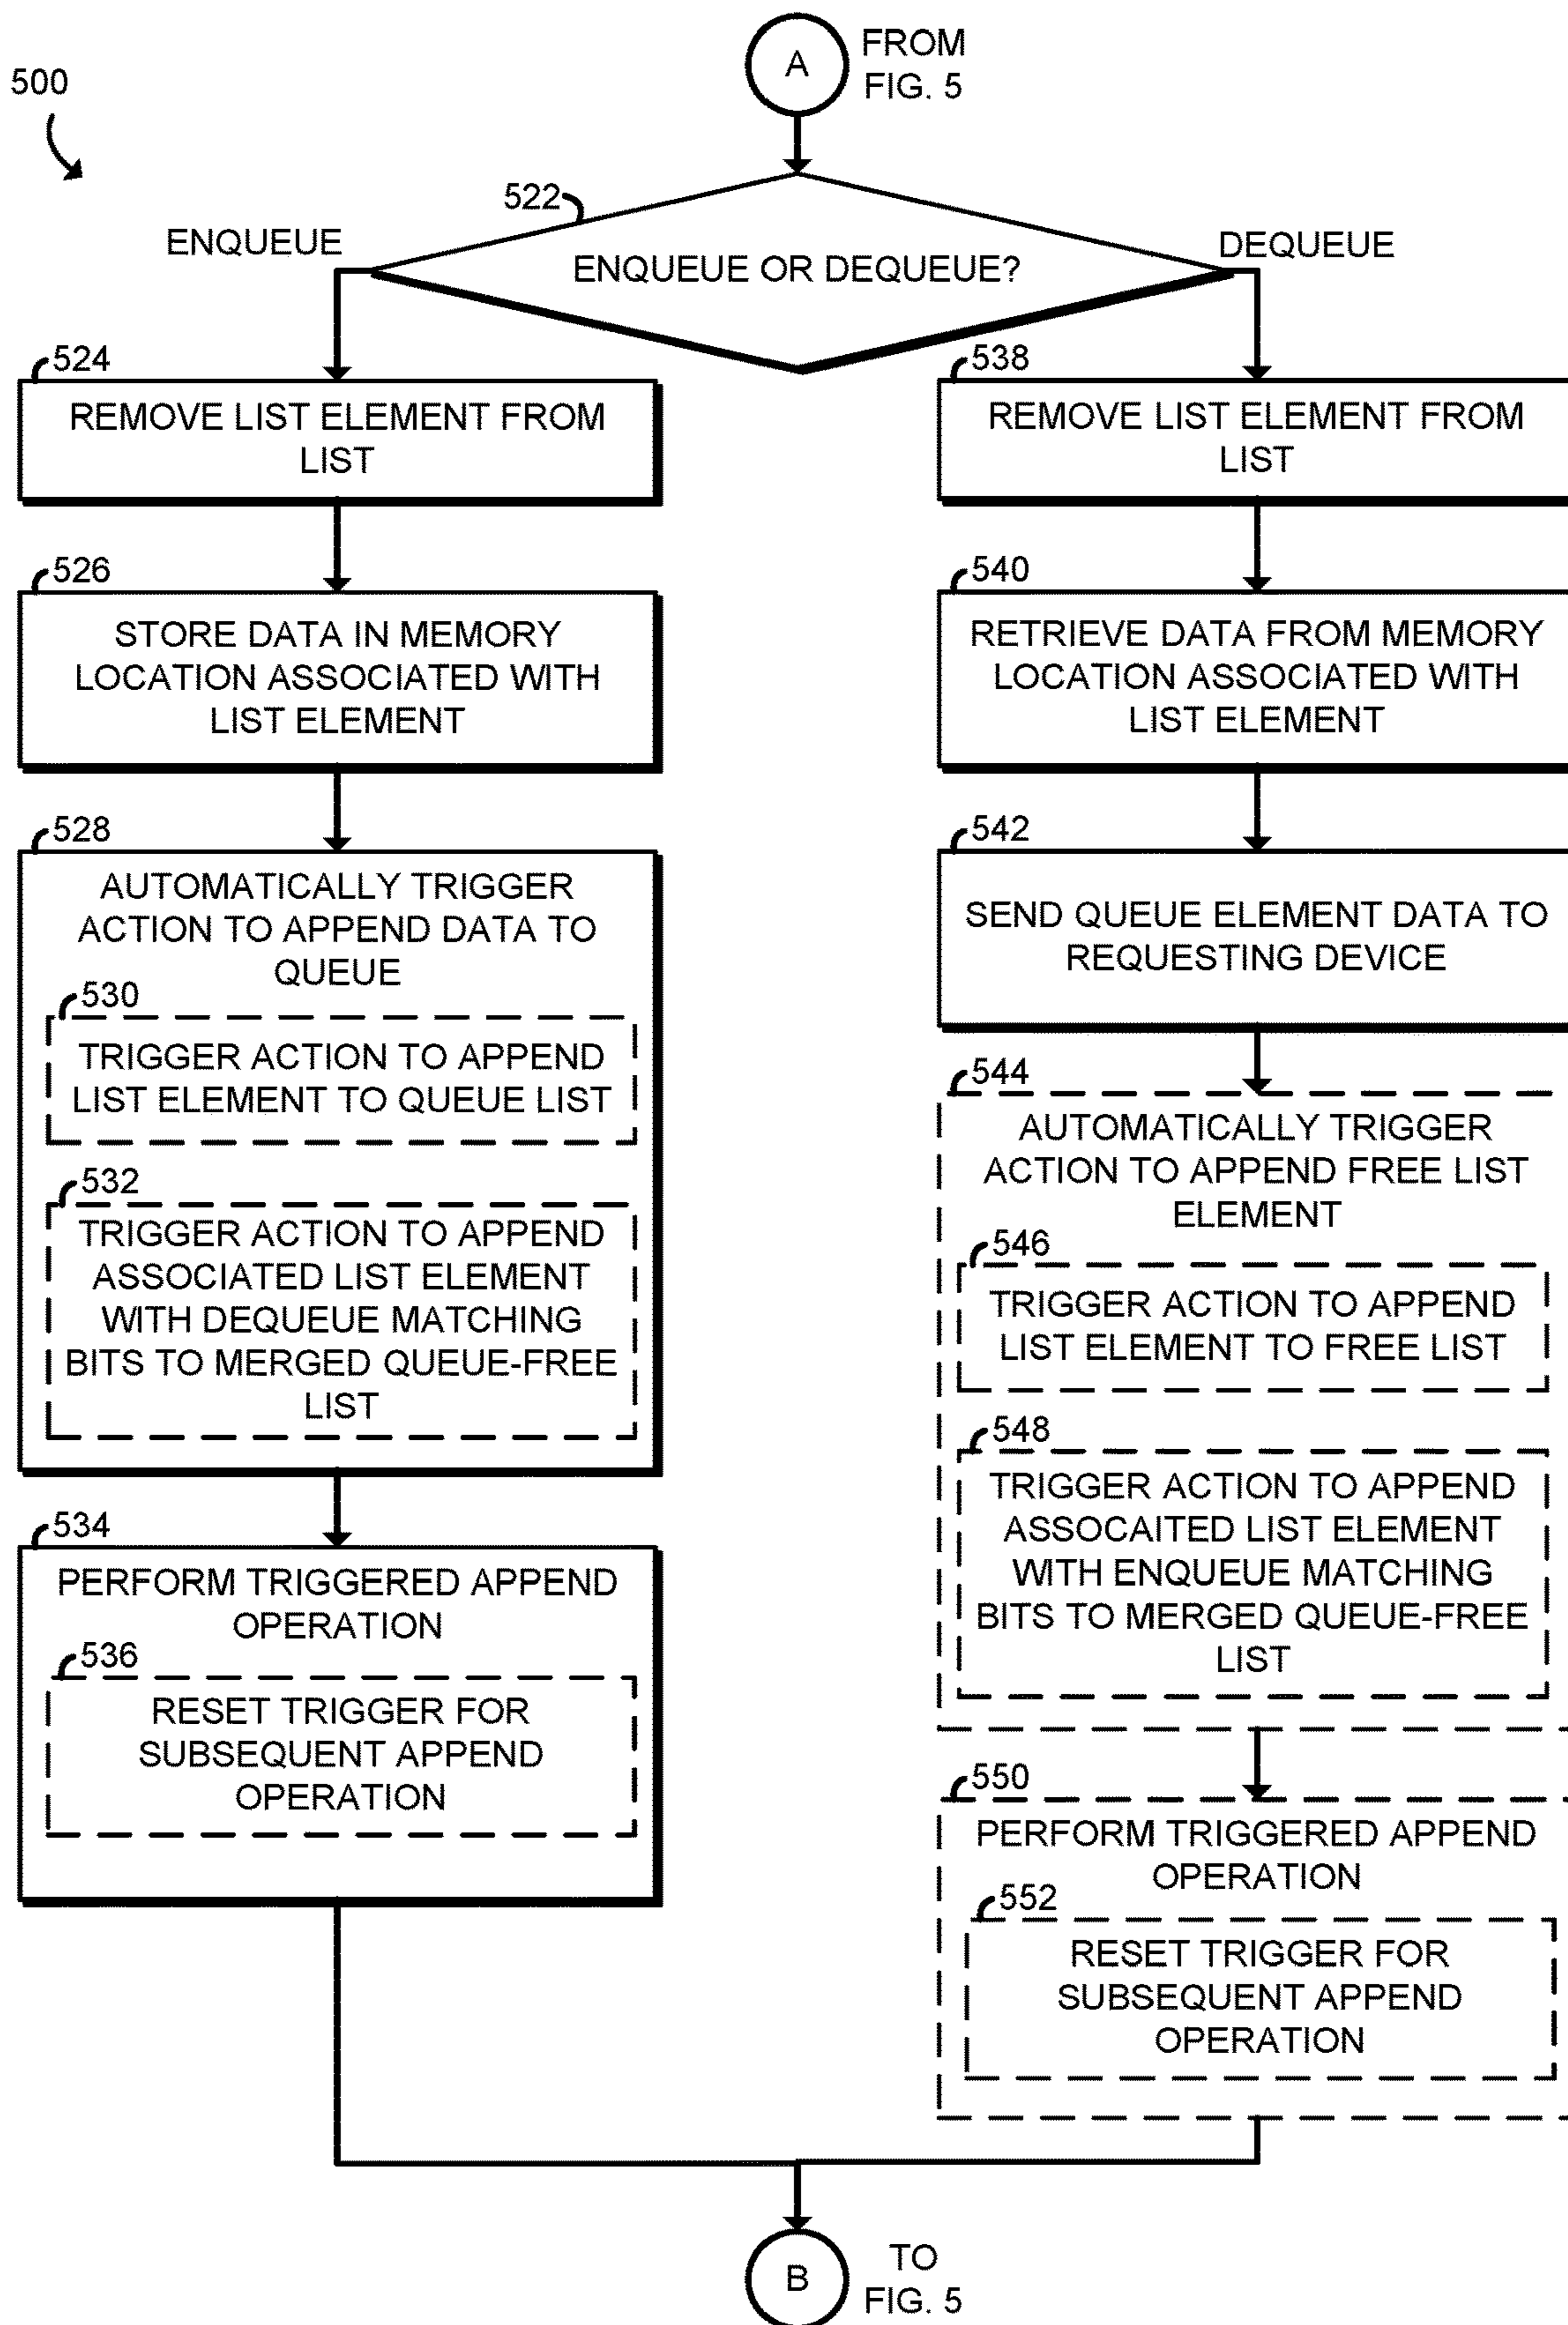 A
FROM
FIG. 5
500
522
ENQUEUE
DEQUEUE
ENQUEUE OR DEQUEUE?
524
REMOVE LIST ELEMENT FROM
LIST
526
STORE DATA IN MEMORY
LOCATION ASSOCIATED WITH
LIST ELEMENT
528
AUTOMATICALLY TRIGGER
ACTION TO APPEND DATA TO
QUEUE
530
TRIGGER ACTION TO APPEND
LIST ELEMENT TO QUEUE LIST
532
TRIGGER ACTION TO APPEND
ASSOCIATED LIST ELEMENT
WITH DEQUEUE MATCHING
BITS TO MERGED QUEUE-FREE
LIST
534
PERFORM TRIGGERED APPEND
OPERATION
536
RESET TRIGGER FOR
SUBSEQUENT APPEND
OPERATION
538
REMOVE LIST ELEMENT FROM
LIST
540
RETRIEVE DATA FROM MEMORY
LOCATION ASSOCIATED WITH
LIST ELEMENT
542
SEND QUEUE ELEMENT DATA TO
REQUESTING DEVICE
544
AUTOMATICALLY TRIGGER
ACTION TO APPEND FREE LIST
ELEMENT
546
TRIGGER ACTION TO APPEND
LIST ELEMENT TO FREE LIST
548
TRIGGER ACTION TO APPEND
ASSOCAITED LIST ELEMENT
WITH ENQUEUE MATCHING
BITS TO MERGED QUEUE-FREE
LIST
550
PERFORM TRIGGERED APPEND
OPERATION
552
RESET TRIGGER FOR
SUBSEQUENT APPEND
OPERATION
B
TO
FIG. 5